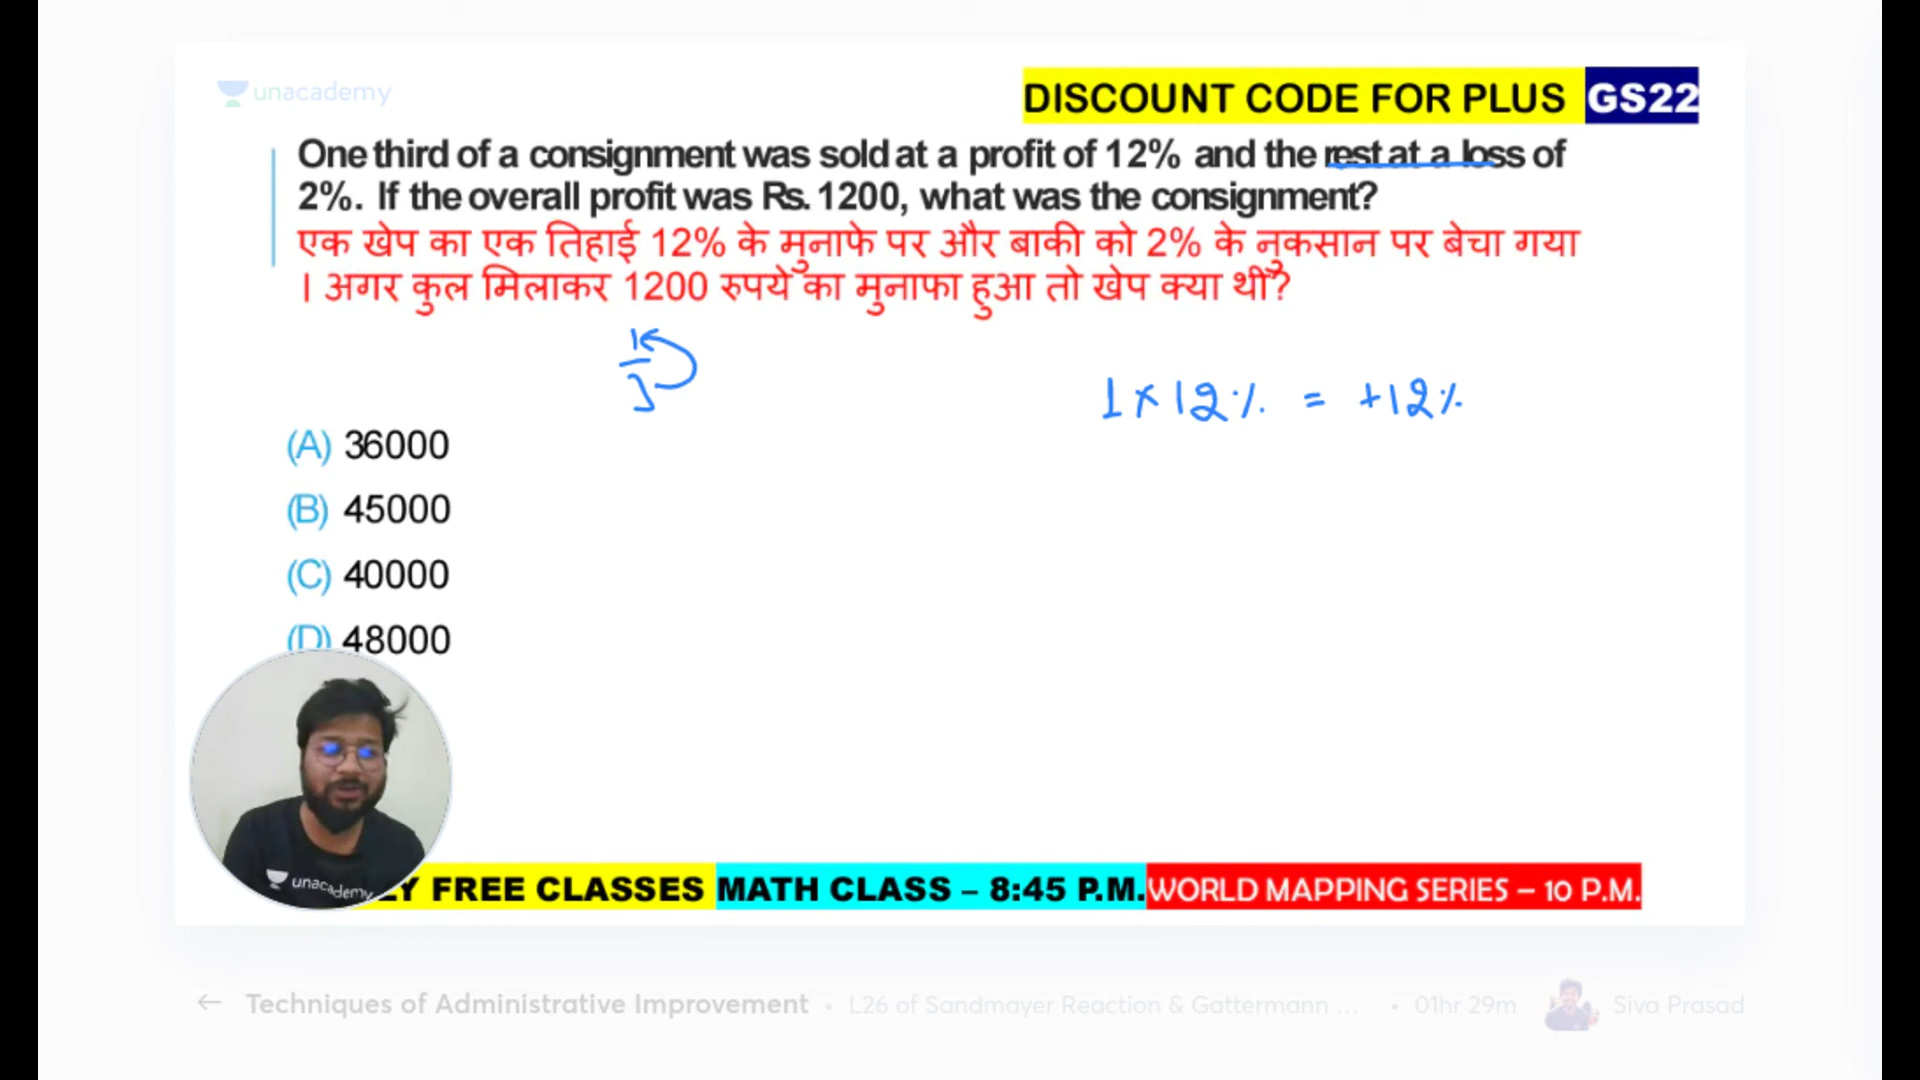 unacademy
DISCOUNT CODE FOR PLUS GS22
One third of a consignment was sold at a profit of 12% and the rest at a loss of
2%. If the overall profit was Rs. 1200, what was the consignment?
एक खेप का एक तिहाई 12% के मुनाफे पर और बाकी को 2% के नुकसान पर बेचा गया
। अगर कुल मिलाकर 1200 रुपये का मुनाफा हुआ तो खेप क्या थी?
1
3
1 × 12% = +12%
(A) 36000
(B) 45000
(C) 40000
(D) 48000
unacademy
FREE CLASSES MATH CLASS – 8:45 P.M. WORLD MAPPING SERIES – 10 P.M.
← Techniques of Administrative Improvement • L26 of Sandmayer Reaction & Gattermann ... • 01hr 29m Siva Prasad